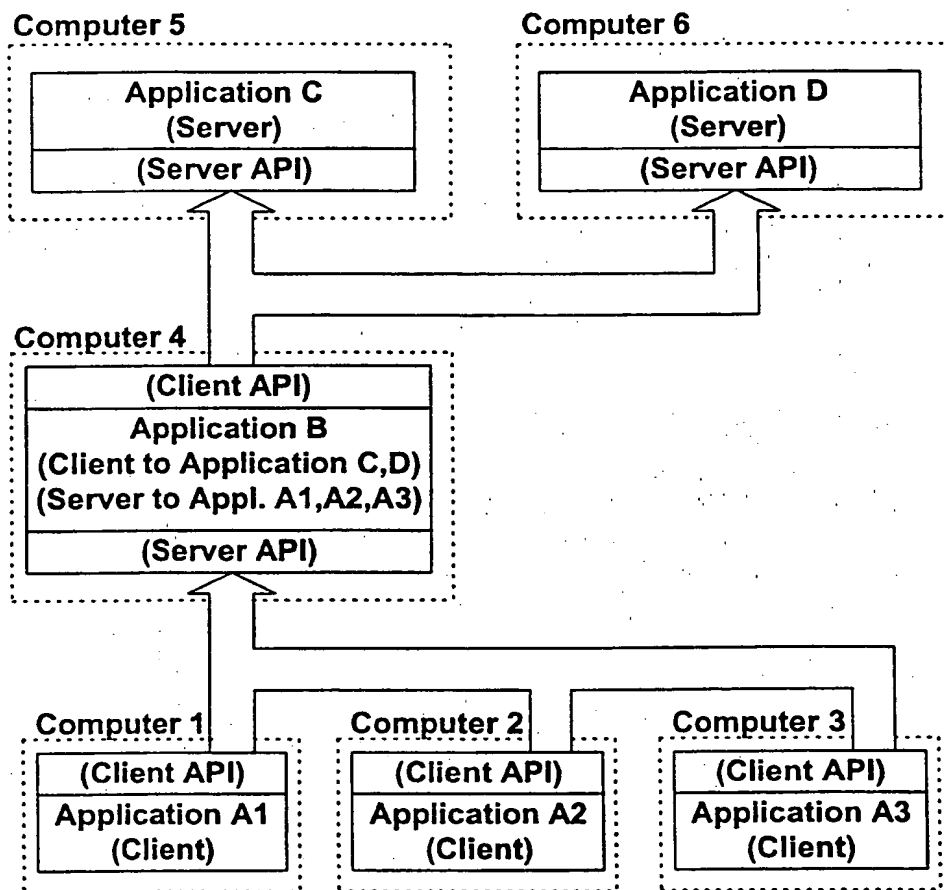 Computer 5
Application C
(Server)
(Server API)
Computer 6
Application D
(Server)
(Server API)
Computer 4
(Client API)
Application B
(Client to Application C,D)
(Server to Appl. A1,A2,A3)
(Server API)
Computer 1
(Client API)
Application A1
(Client)
Computer 2
(Client API)
Application A2
(Client)
Computer 3
(Client API)
Application A3
(Client)